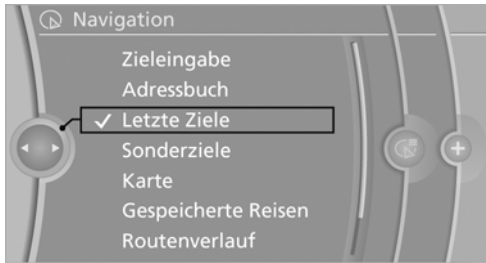 Navigation
Zieleingabe
Adressbuch
✓ Letzte Ziele
Sonderziele
Karte
Gespeicherte Reisen
Routenverlauf